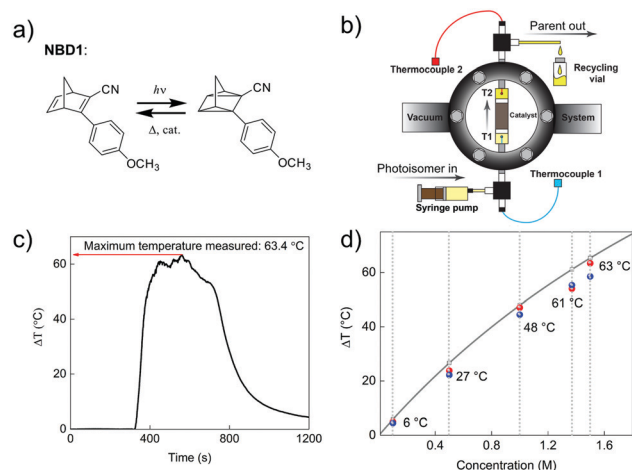 a)
NBD1:
CN
OCH₃
hν
Δ, cat.
CN
OCH₃
b)
Parent out
Thermocouple 2
Recycling
vial
T2
Vacuum
Catalyst
System
T1
Photoisomer in
Thermocouple 1
Syringe pump
c)
Maximum temperature measured: 63.4 °C
60
40
20
0
0 400 800 1200
ΔT (°C)
Time (s)
d)
63 °C
61 °C
48 °C
27 °C
6 °C
60
40
20
0
0.6 1.2 1.8
ΔT (°C)
Concentration (M)